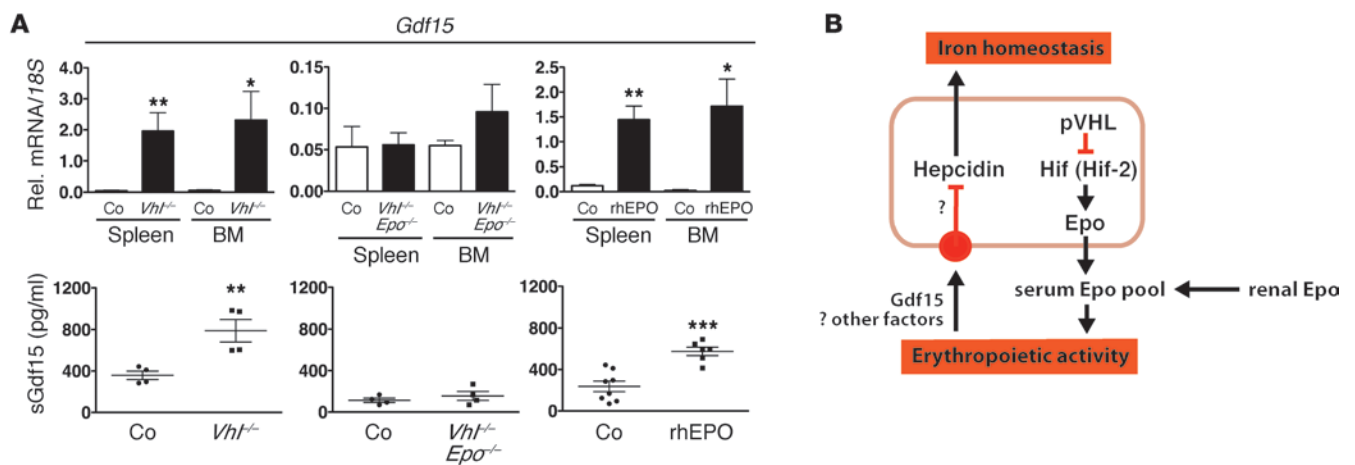 A
Gdf15
Rel. mRNA/18S
4.0
3.0
2.0
1.0
0.0
**
*
Co Vhl-/- Co Vhl-/-
Spleen BM
0.15
0.10
0.05
0.00
Co Vhl-/- Co Vhl-/-
Epo-/- Epo-/-
Spleen BM
2.5
2.0
1.5
1.0
0.5
0.0
**
*
Co rhEPO Co rhEPO
Spleen BM
sGdf15 (pg/ml)
1200
800
400
0
**
Co Vhl-/-
1200
800
400
0
Co Vhl-/-
Epo-/-
1200
800
400
0
***
Co rhEPO
B
Iron homeostasis
pVHL
Hepcidin Hif (Hif-2)
?
Epo
Gdf15
? other factors
serum Epo pool renal Epo
Erythropoietic activity